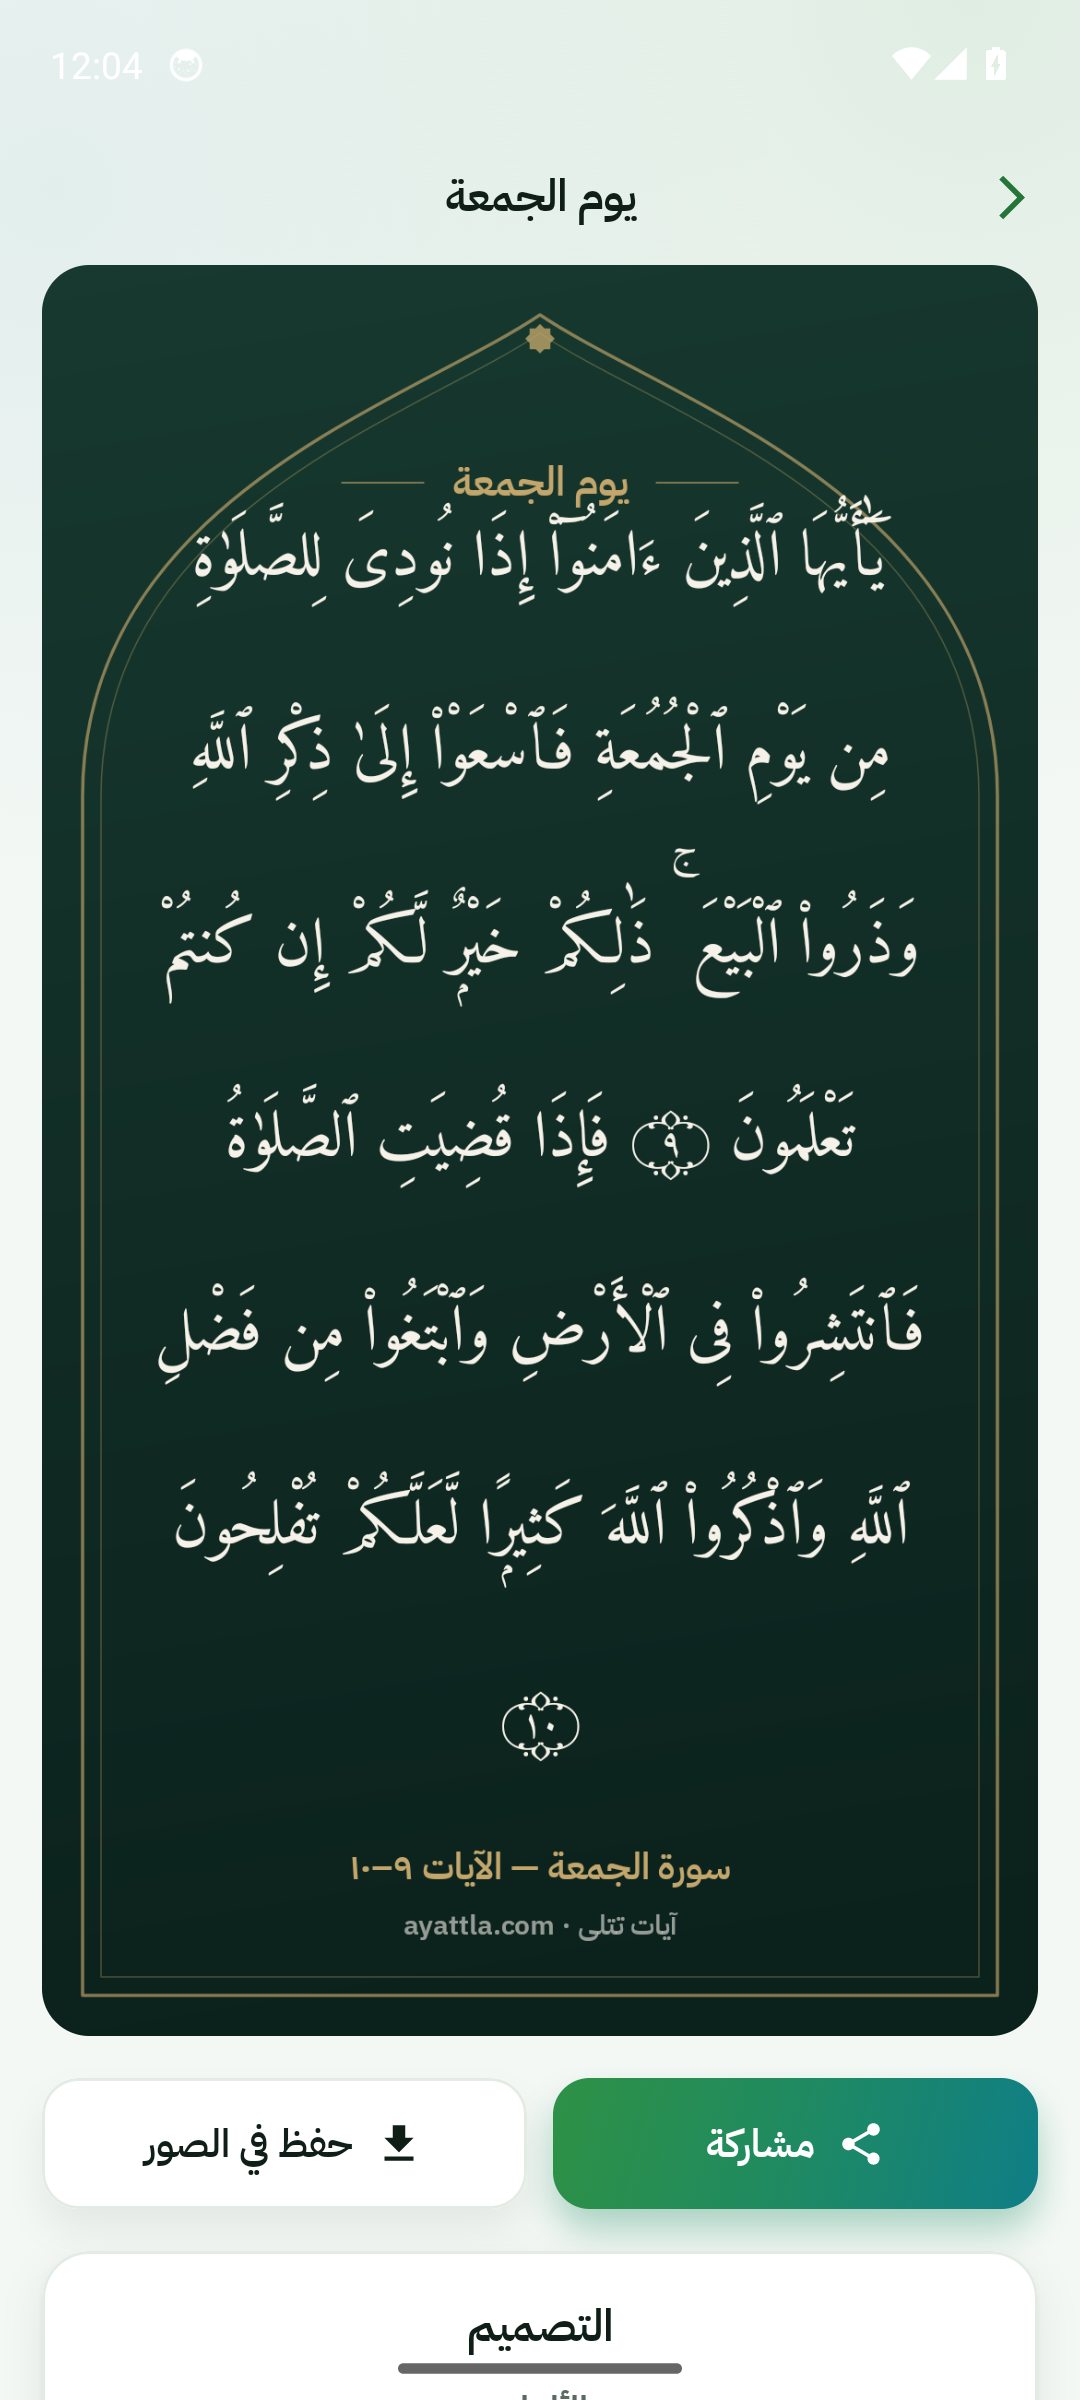 12:04
يوم الجمعة
يوم الجمعة
يَـٰٓأَيُّهَا ٱلَّذِينَ ءَامَنُوٓا۟ إِذَا نُودِىَ لِلصَّلَوٰةِ
مِن يَوْمِ ٱلْجُمُعَةِ فَٱسْعَوْا۟ إِلَىٰ ذِكْرِ ٱللَّهِ
وَذَرُوا۟ ٱلْبَيْعَ ۚ ذَٰلِكُمْ خَيْرٌۭ لَّكُمْ إِن كُنتُمْ
تَعْلَمُونَ ﴿٩﴾ فَإِذَا قُضِيَتِ ٱلصَّلَوٰةُ
فَٱنتَشِرُوا۟ فِى ٱلْأَرْضِ وَٱبْتَغُوا۟ مِن فَضْلِ
ٱللَّهِ وَٱذْكُرُوا۟ ٱللَّهَ كَثِيرًۭا لَّعَلَّكُمْ تُفْلِحُونَ
﴿١٠﴾
سورة الجمعة — الآيات ٩–١٠
آيات تتلى · ayattla.com
مشاركة
حفظ في الصور
التصميم